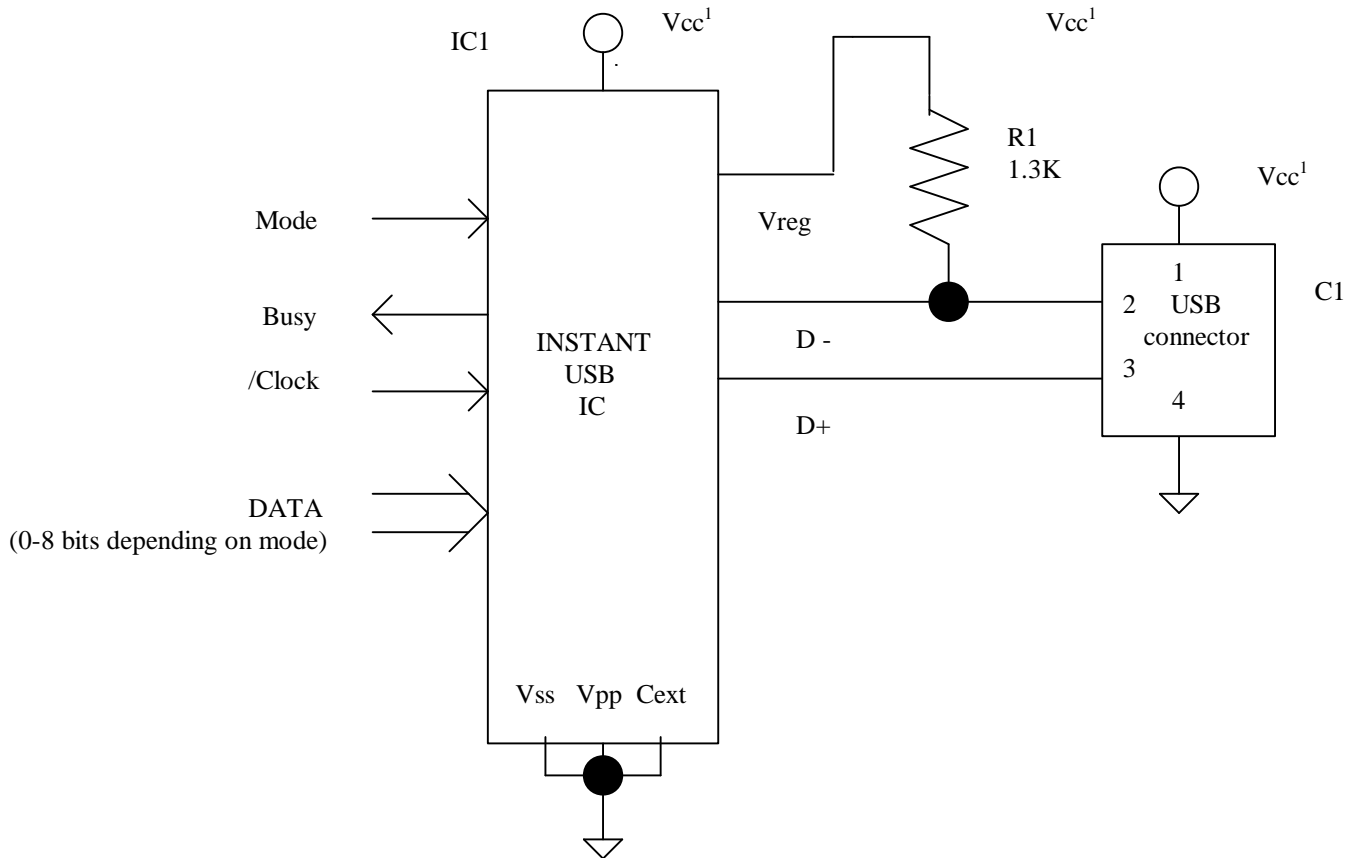 IC1
Vcc¹
Vcc¹
R1
1.3K
Vcc¹
Mode
Vreg
1
C1
Busy
2 USB
connector
D -
INSTANT
USB
IC
/Clock
3
4
D+
DATA
(0-8 bits depending on mode)
Vss Vpp Cext